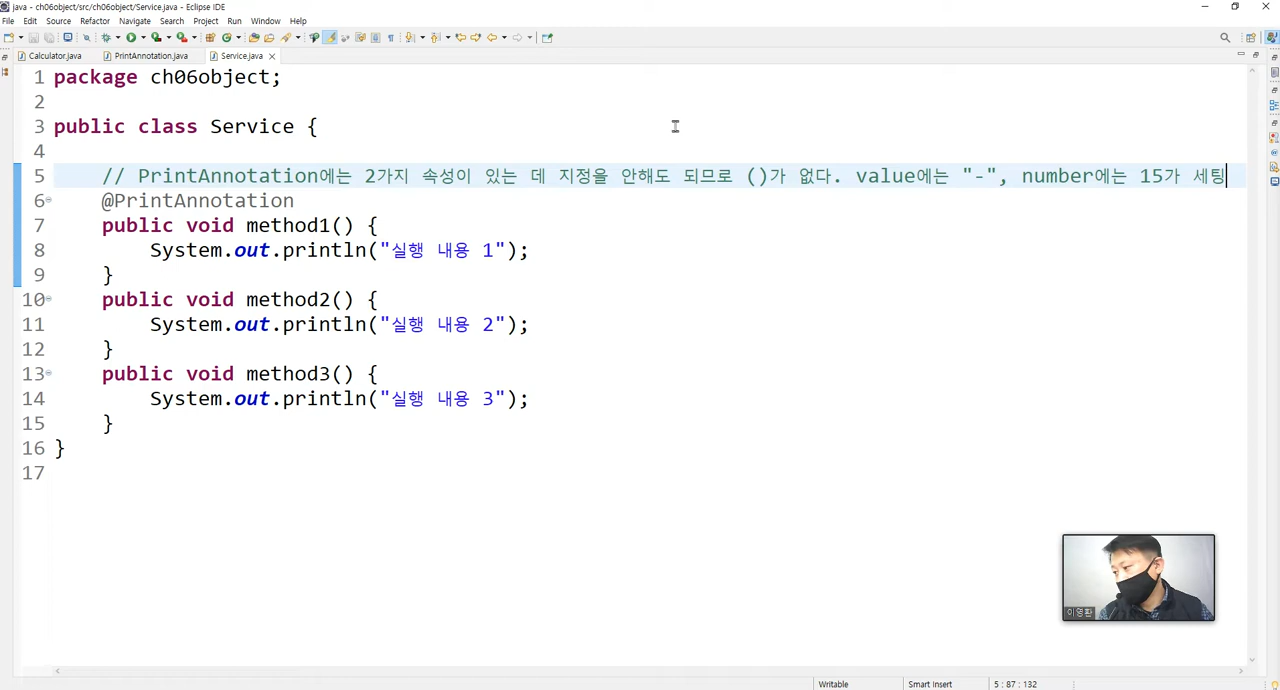 java - ch06object/src/ch06object/Service.java - Eclipse IDE
File Edit Source Refactor Navigate Search Project Run Window Help
Calculator.java PrintAnnotation.java Service.java
1 package ch06object;
2
3 public class Service {
4
5 // PrintAnnotation에는 2가지 속성이 있는 데 지정을 안해도 되므로 ()가 없다. value에는 "-", number에는 15가 세팅
6 @PrintAnnotation
7 public void method1() {
8 System.out.println("실행 내용 1");
9 }
10 public void method2() {
11 System.out.println("실행 내용 2");
12 }
13 public void method3() {
14 System.out.println("실행 내용 3");
15 }
16 }
17
이영환
Writable Smart Insert 5 : 87 : 132